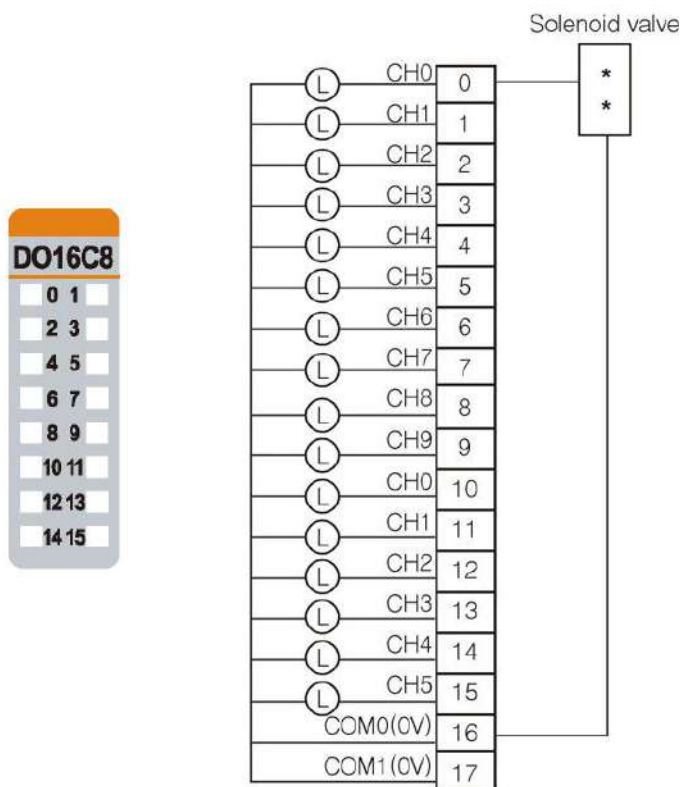 Solenoid valve
*
*
DO16C8
0 1
2 3
4 5
6 7
8 9
10 11
12 13
14 15
L CH0 0
L CH1 1
L CH2 2
L CH3 3
L CH4 4
L CH5 5
L CH6 6
L CH7 7
L CH8 8
L CH9 9
L CH0 10
L CH1 11
L CH2 12
L CH3 13
L CH4 14
L CH5 15
COM0(0V) 16
COM1(0V) 17